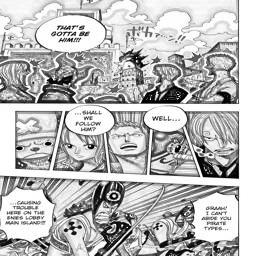 THAT'S
GOTTA BE
HIM!!!
...SHALL
WE
FOLLOW
HIM?
WELL...
...CAUSING
TROUBLE
HERE ON THE
ENIES LOBBY
MAIN ISLAND!!!
GRAAH!
I CAN'T
ABIDE YOU
PIRATE
TYPES...